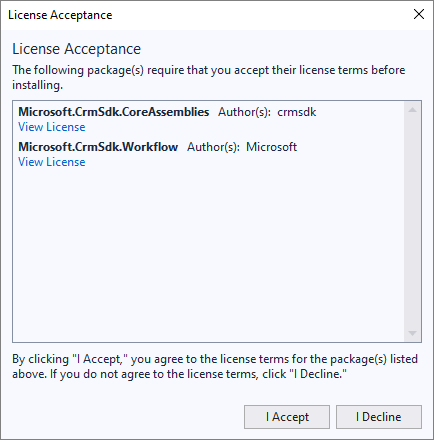 License Acceptance
License Acceptance
The following package(s) require that you accept their license terms before
installing.
Microsoft.CrmSdk.CoreAssemblies Author(s): crmsdk
View License
Microsoft.CrmSdk.Workflow Author(s): Microsoft
View License
By clicking "I Accept," you agree to the license terms for the package(s) listed
above. If you do not agree to the license terms, click "I Decline."
I Accept I Decline